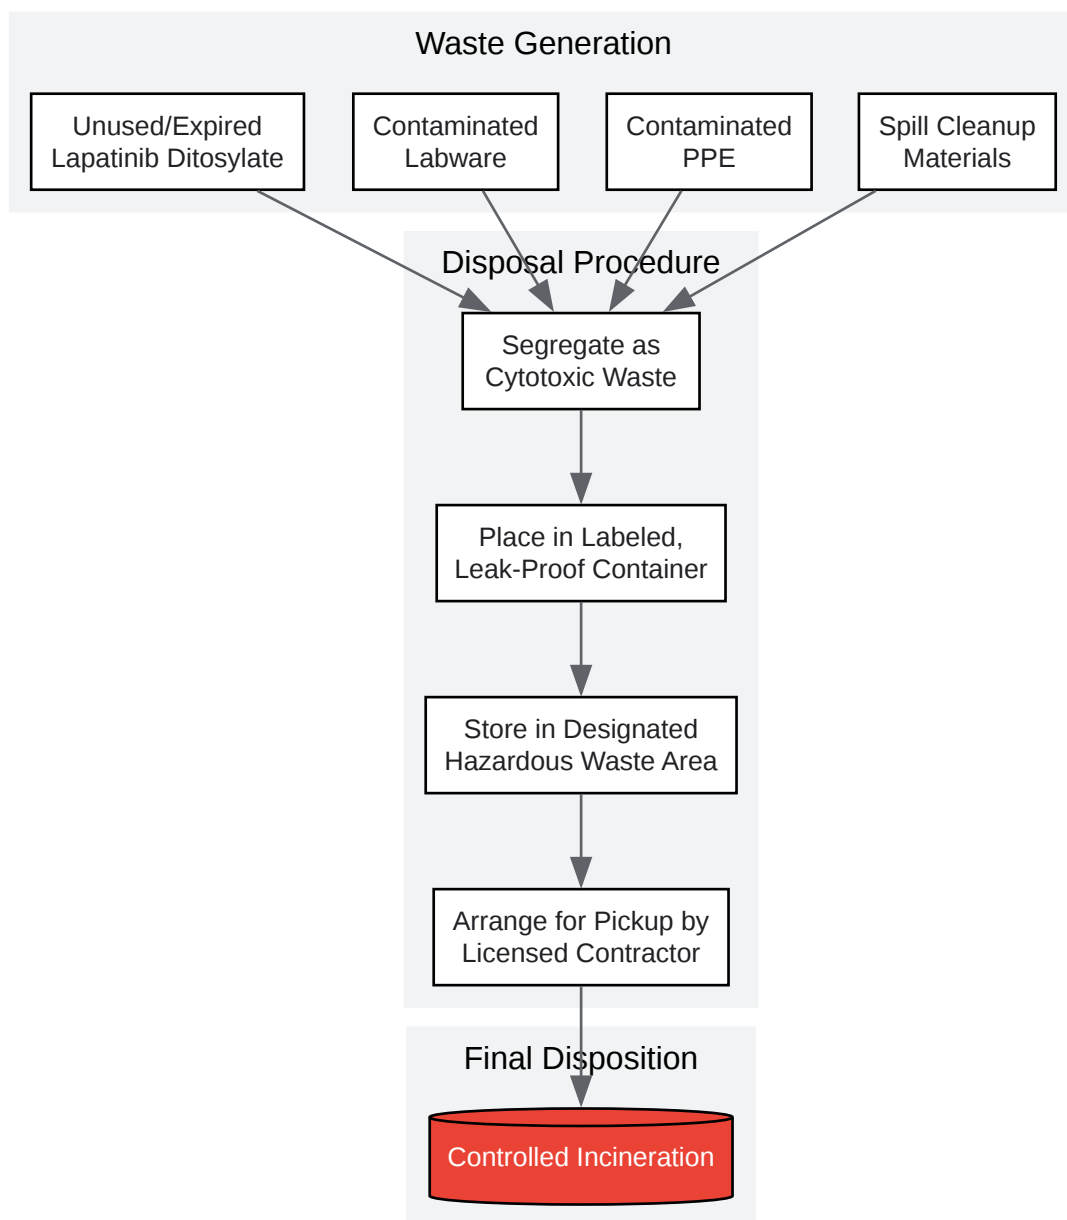 Waste Generation
Unused/Expired
Lapatinib Ditosylate
Contaminated
Labware
Contaminated
PPE
Spill Cleanup
Materials
Disposal Procedure
Segregate as
Cytotoxic Waste
Place in Labeled,
Leak-Proof Container
Store in Designated
Hazardous Waste Area
Arrange for Pickup by
Licensed Contractor
Final Disposition
Controlled Incineration